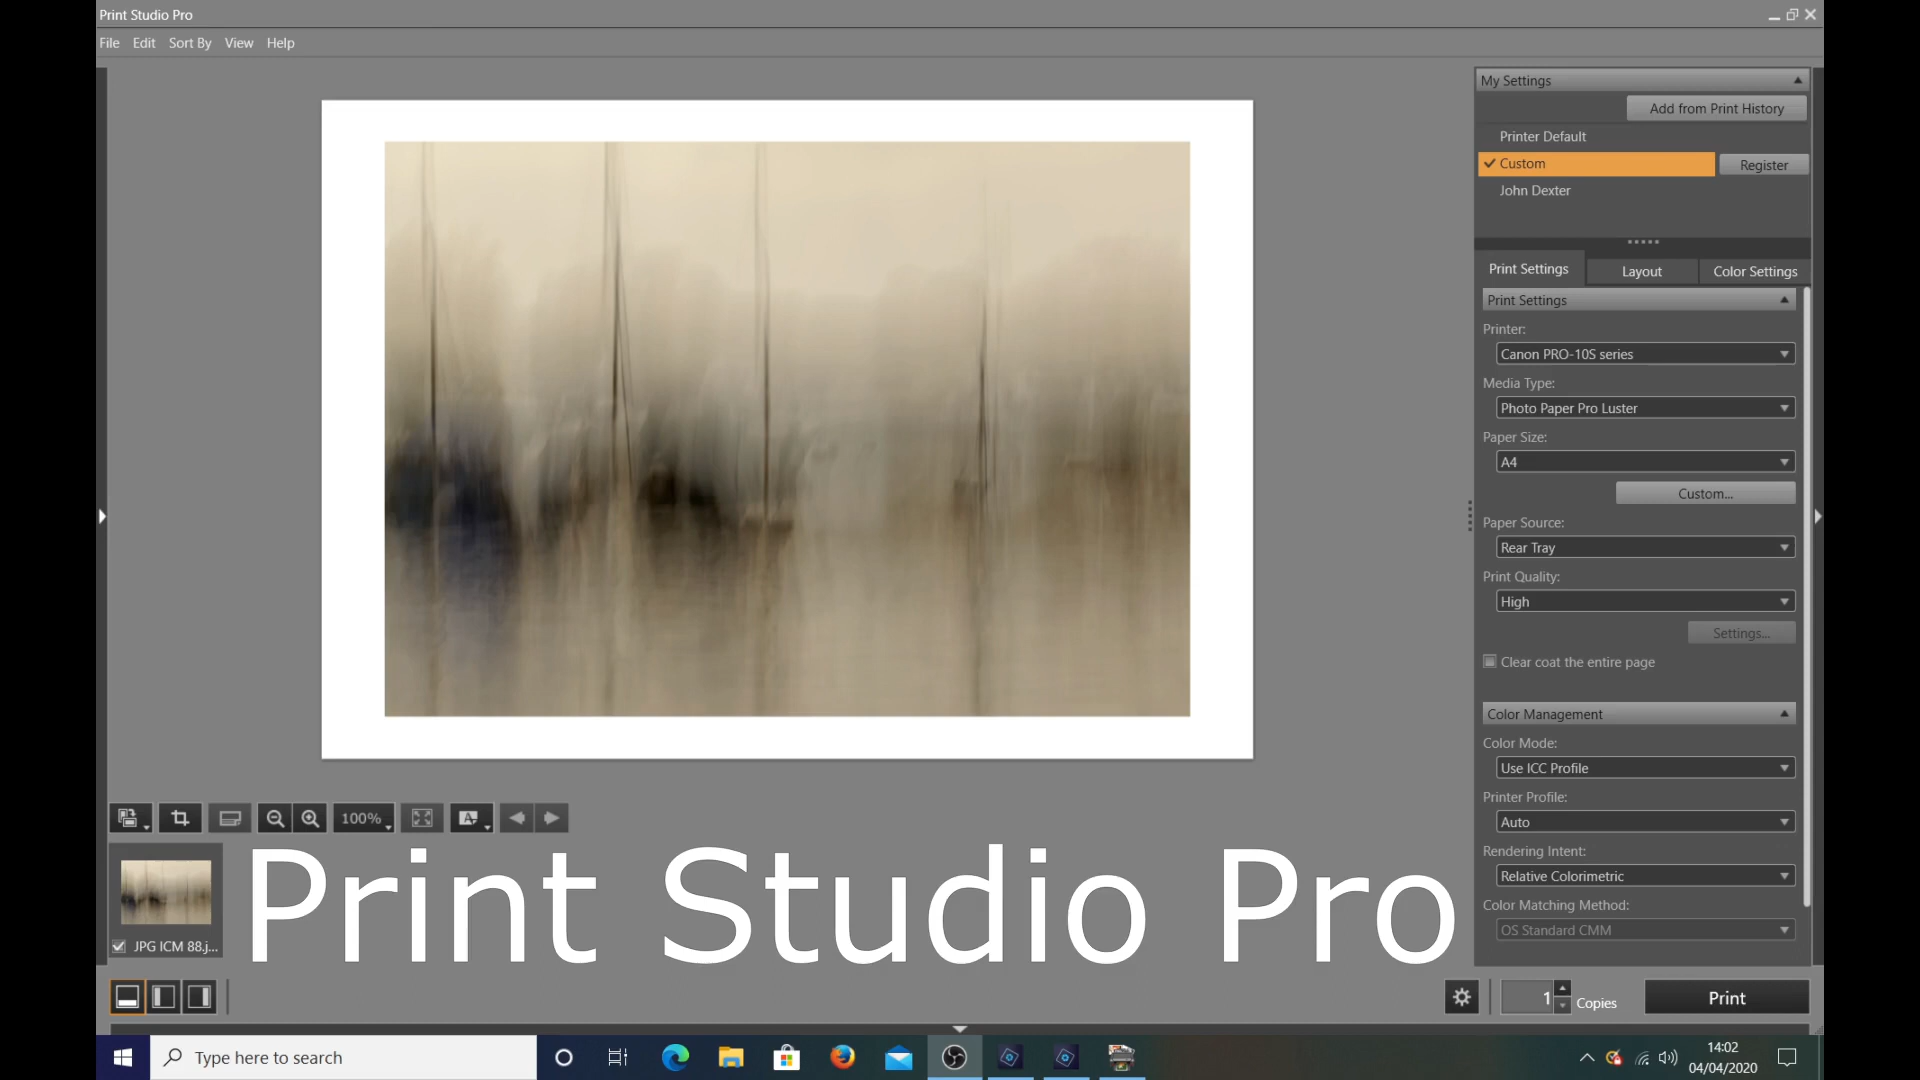 Print Studio Pro
File Edit Sort By View Help
My Settings
Add from Print History
Printer Default
Custom
Register
John Dexter
Print Settings Layout Color Settings
Print Settings
Printer:
Canon PRO-10S series
Media Type:
Photo Paper Pro Luster
Paper Size:
A4
Custom...
Paper Source:
Rear Tray
Print Quality:
High
Settings...
Clear coat the entire page
Color Management
Color Mode:
Use ICC Profile
Printer Profile:
Auto
Rendering Intent:
Relative Colorimetric
Color Matching Method:
OS Standard CMM
100%
A
JPG ICM 88.j...
Print Studio Pro
1 Copies
Print
Type here to search
14:02
04/04/2020